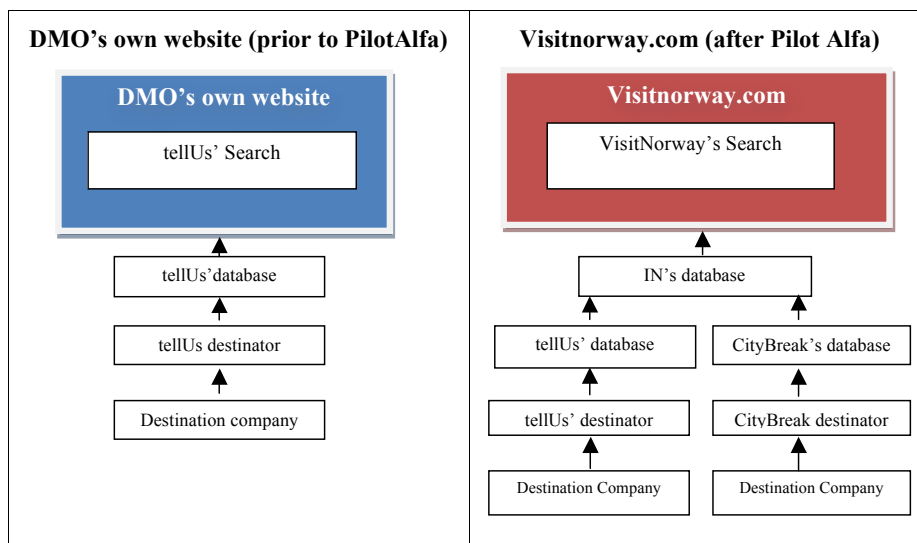 DMO's own website (prior to PilotAlfa)
DMO's own website
tellUs' Search
tellUs'database
tellUs destinator
Destination company
Visitnorway.com (after Pilot Alfa)
Visitnorway.com
VisitNorway's Search
IN's database
tellUs' database
CityBreak's database
tellUs' destinator
CityBreak destinator
Destination Company
Destination Company